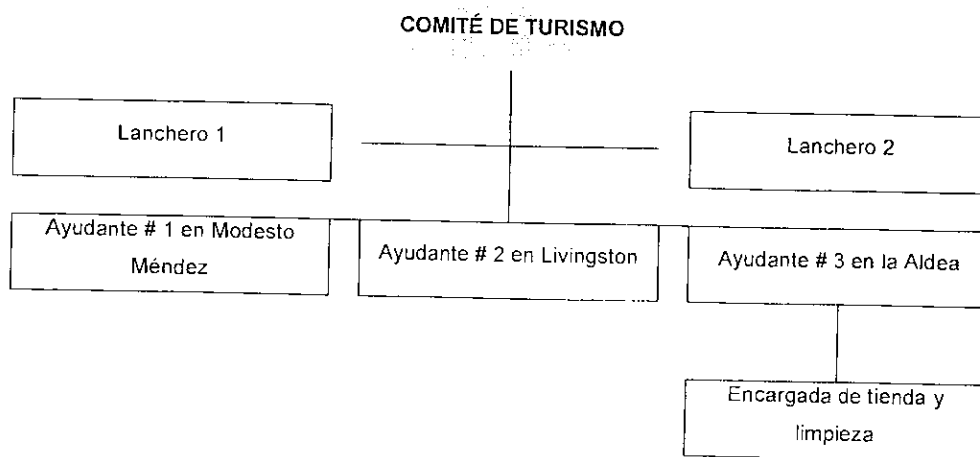 COMITÉ DE TURISMO
Lanchero 1
Lanchero 2
Ayudante # 1 en Modesto
Méndez
Ayudante # 2 en Livingston
Ayudante # 3 en la Aldea
Encargada de tienda y
limpieza